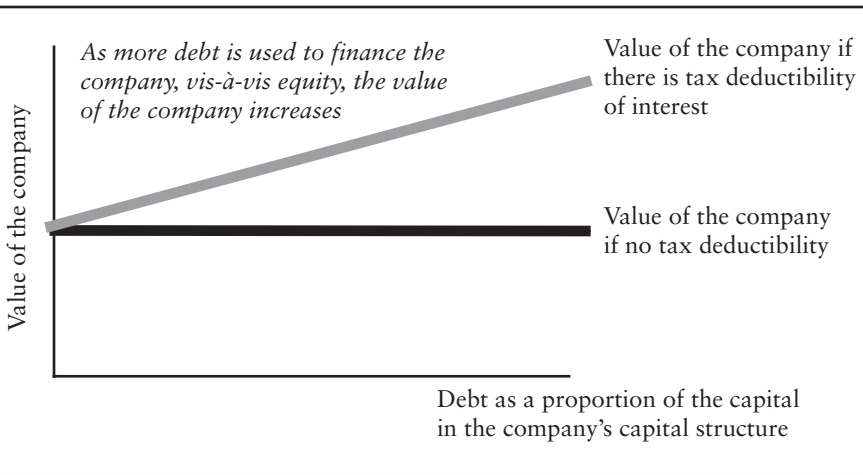 As more debt is used to finance the
company, vis-à-vis equity, the value
of the company increases
Value of the company if
there is tax deductibility
of interest
Value of the company
Value of the company
if no tax deductibility
Debt as a proportion of the capital
in the company’s capital structure